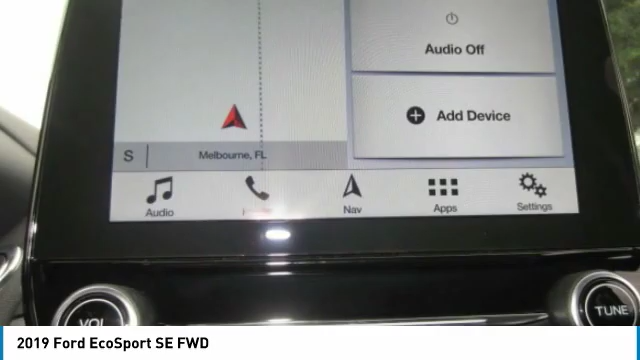 Audio Off
Add Device
S
Melbourne, FL
Audio
Nav
Apps
Settings
VOL
TUNE
2019 Ford EcoSport SE FWD